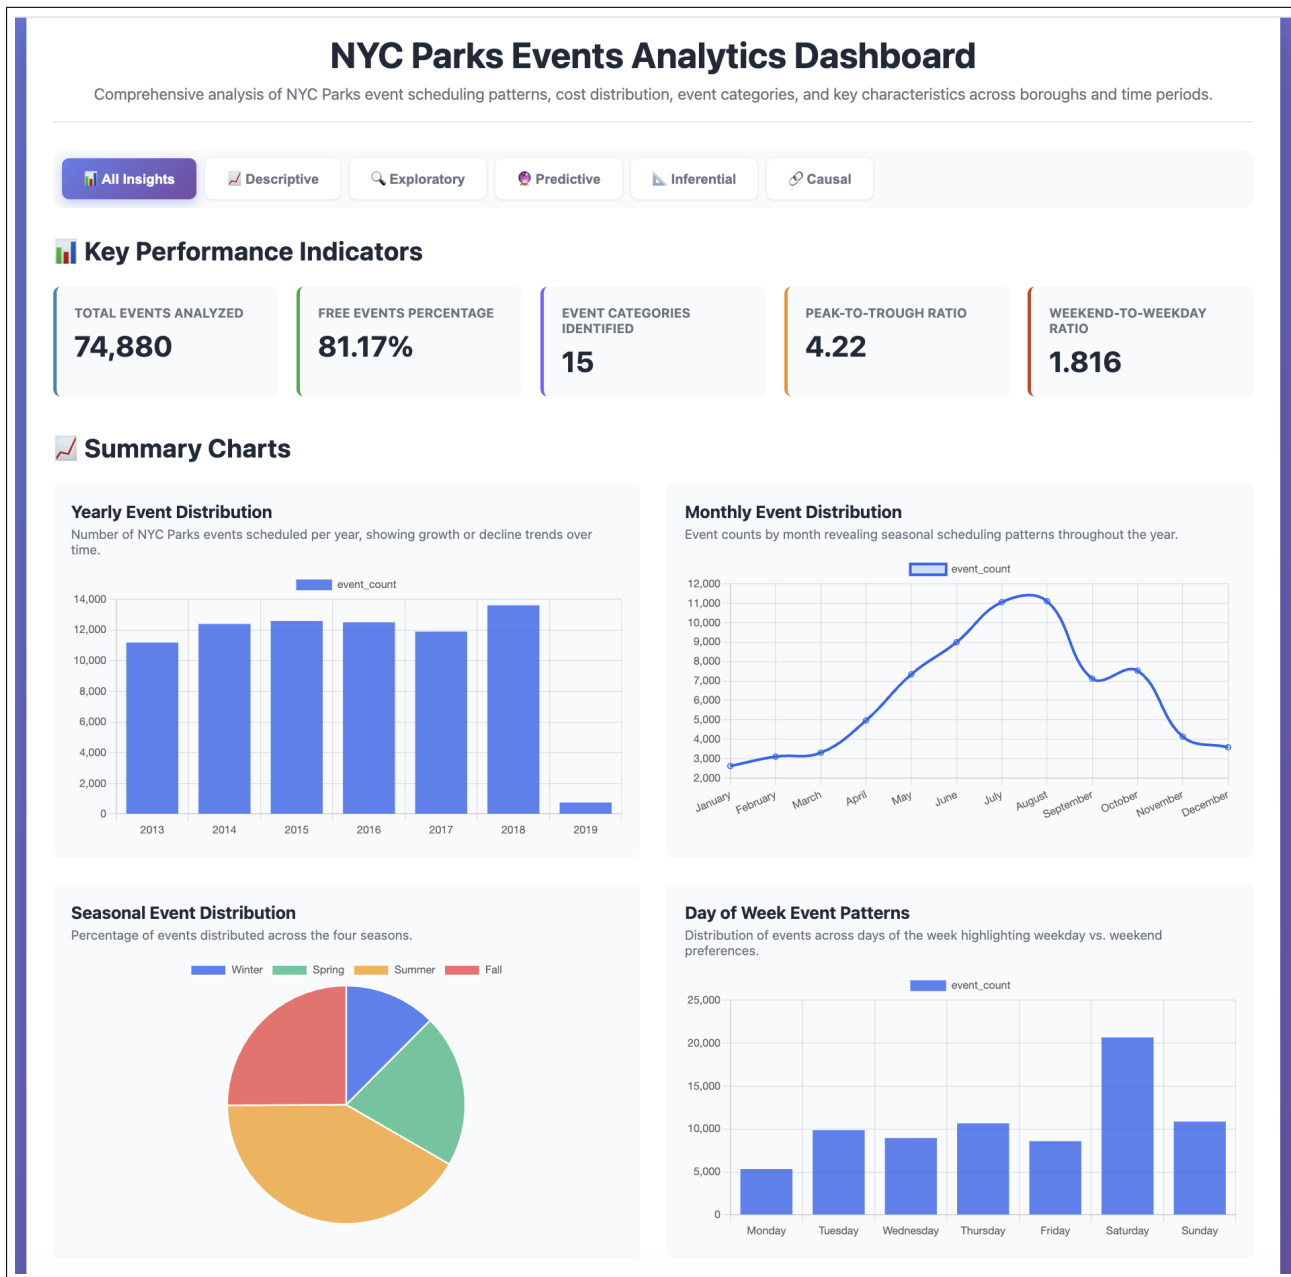 NYC Parks Events Analytics Dashboard
Comprehensive analysis of NYC Parks event scheduling patterns, cost distribution, event categories, and key characteristics across boroughs and time periods.
📊 All Insights
📈 Descriptive
🔍 Exploratory
🔮 Predictive
📐 Inferential
🔗 Causal
📊 Key Performance Indicators
TOTAL EVENTS ANALYZED
74,880
FREE EVENTS PERCENTAGE
81.17%
EVENT CATEGORIES
IDENTIFIED
15
PEAK-TO-TROUGH RATIO
4.22
WEEKEND-TO-WEEKDAY
RATIO
1.816
📈 Summary Charts
Yearly Event Distribution
Number of NYC Parks events scheduled per year, showing growth or decline trends over
time.
event_count
14,000
12,000
10,000
8,000
6,000
4,000
2,000
0
2013 2014 2015 2016 2017 2018 2019
Monthly Event Distribution
Event counts by month revealing seasonal scheduling patterns throughout the year.
event_count
12,000
11,000
10,000
9,000
8,000
7,000
6,000
5,000
4,000
3,000
2,000
January February March April May June July August September October November December
Seasonal Event Distribution
Percentage of events distributed across the four seasons.
Winter Spring Summer Fall
Day of Week Event Patterns
Distribution of events across days of the week highlighting weekday vs. weekend
preferences.
event_count
25,000
20,000
15,000
10,000
5,000
0
Monday Tuesday Wednesday Thursday Friday Saturday Sunday